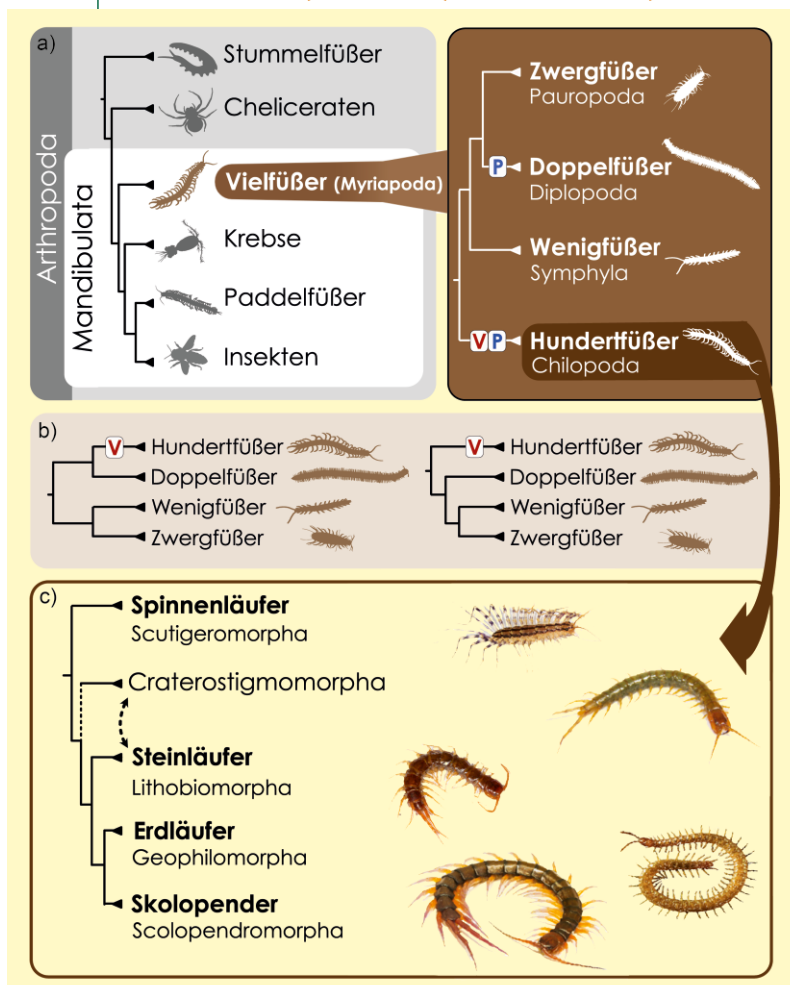 a)
Arthropoda
Mandibulata
Stummelfüßer
Cheliceraten
Vielfüßer (Myriapoda)
Krebse
Paddelfüßer
Insekten
Zwergfüßer
Pauropoda
P
Doppelfüßer
Diplopoda
Wenigfüßer
Symphyla
V P
Hundertfüßer
Chilopoda
b)
V
Hundertfüßer
Doppelfüßer
Wenigfüßer
Zwergfüßer
V
Hundertfüßer
Doppelfüßer
Wenigfüßer
Zwergfüßer
c)
Spinnenläufer
Scutigeromorpha
Craterostigmomorpha
Steinläufer
Lithobiomorpha
Erdläufer
Geophilomorpha
Skolopender
Scolopendromorpha